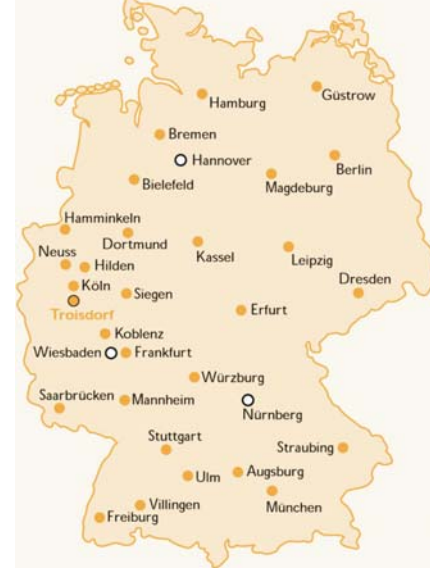 Güstrow
Hamburg
Bremen
Hannover
Berlin
Magdeburg
Bielefeld
Hamminkeln
Dortmund
Neuss
Kassel
Leipzig
Hilden
Köln
Dresden
Siegen
Troisdorf
Erfurt
Koblenz
Wiesbaden
Frankfurt
Würzburg
Saarbrücken
Mannheim
Nürnberg
Stuttgart
Straubing
Ulm
Augsburg
Villingen
München
Freiburg